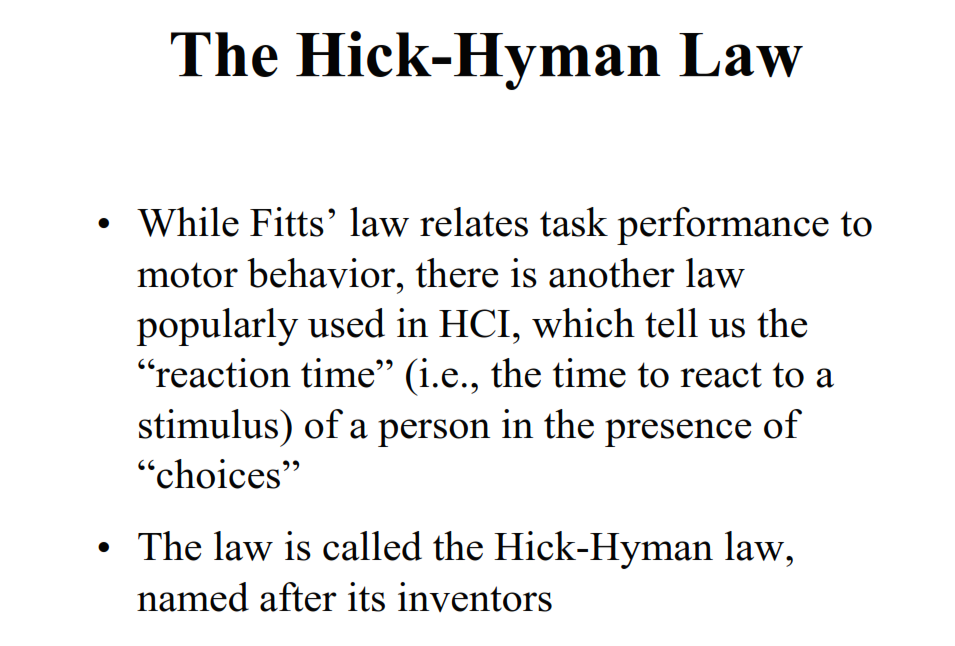 The Hick-Hyman Law
• While Fitts’ law relates task performance to
motor behavior, there is another law
popularly used in HCI, which tell us the
“reaction time” (i.e., the time to react to a
stimulus) of a person in the presence of
“choices”
• The law is called the Hick-Hyman law,
named after its inventors